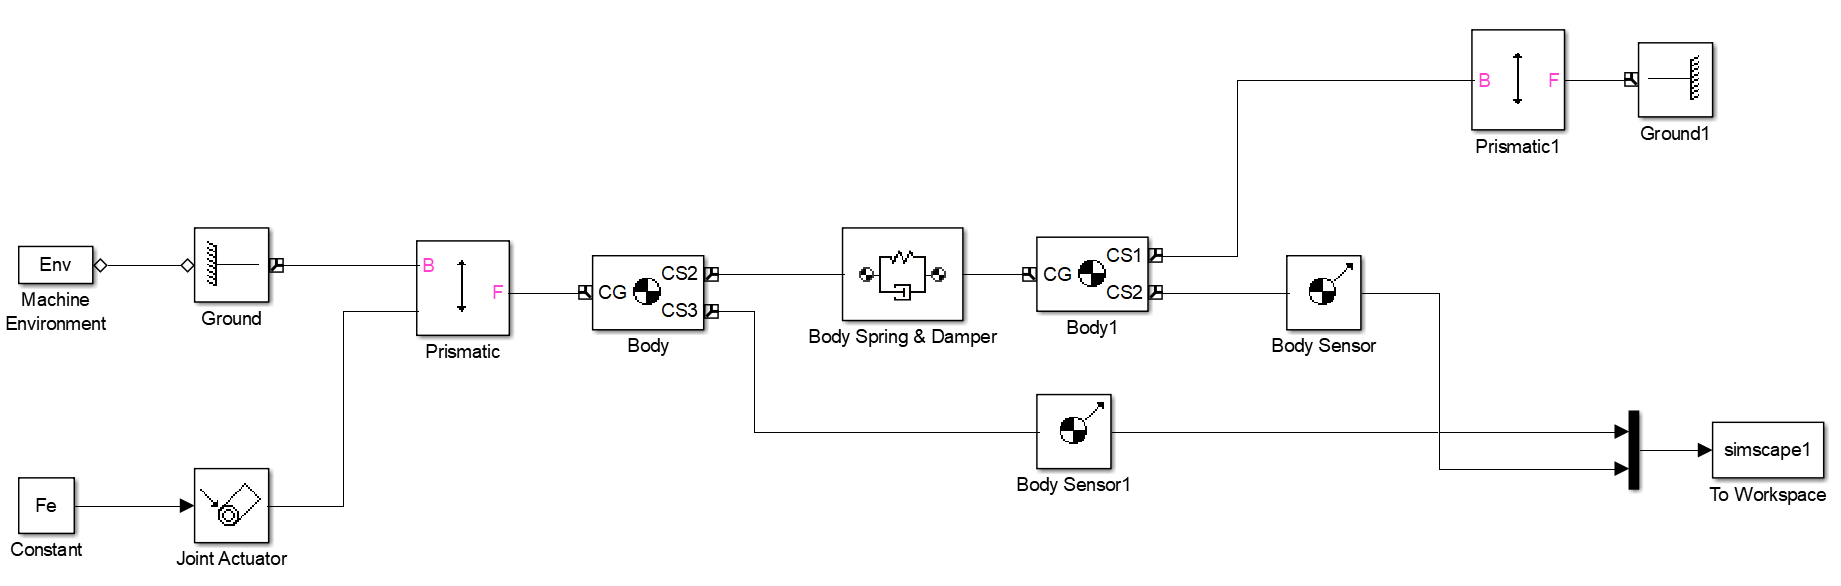 B
F
Ground1
Prismatic1
Env
Machine
Environment
Ground
B
F
Prismatic
CG
CS2
CS3
Body
Body Spring & Damper
CG
CS1
CS2
Body1
Body Sensor
Body Sensor1
simscape1
To Workspace
Fe
Constant
Joint Actuator